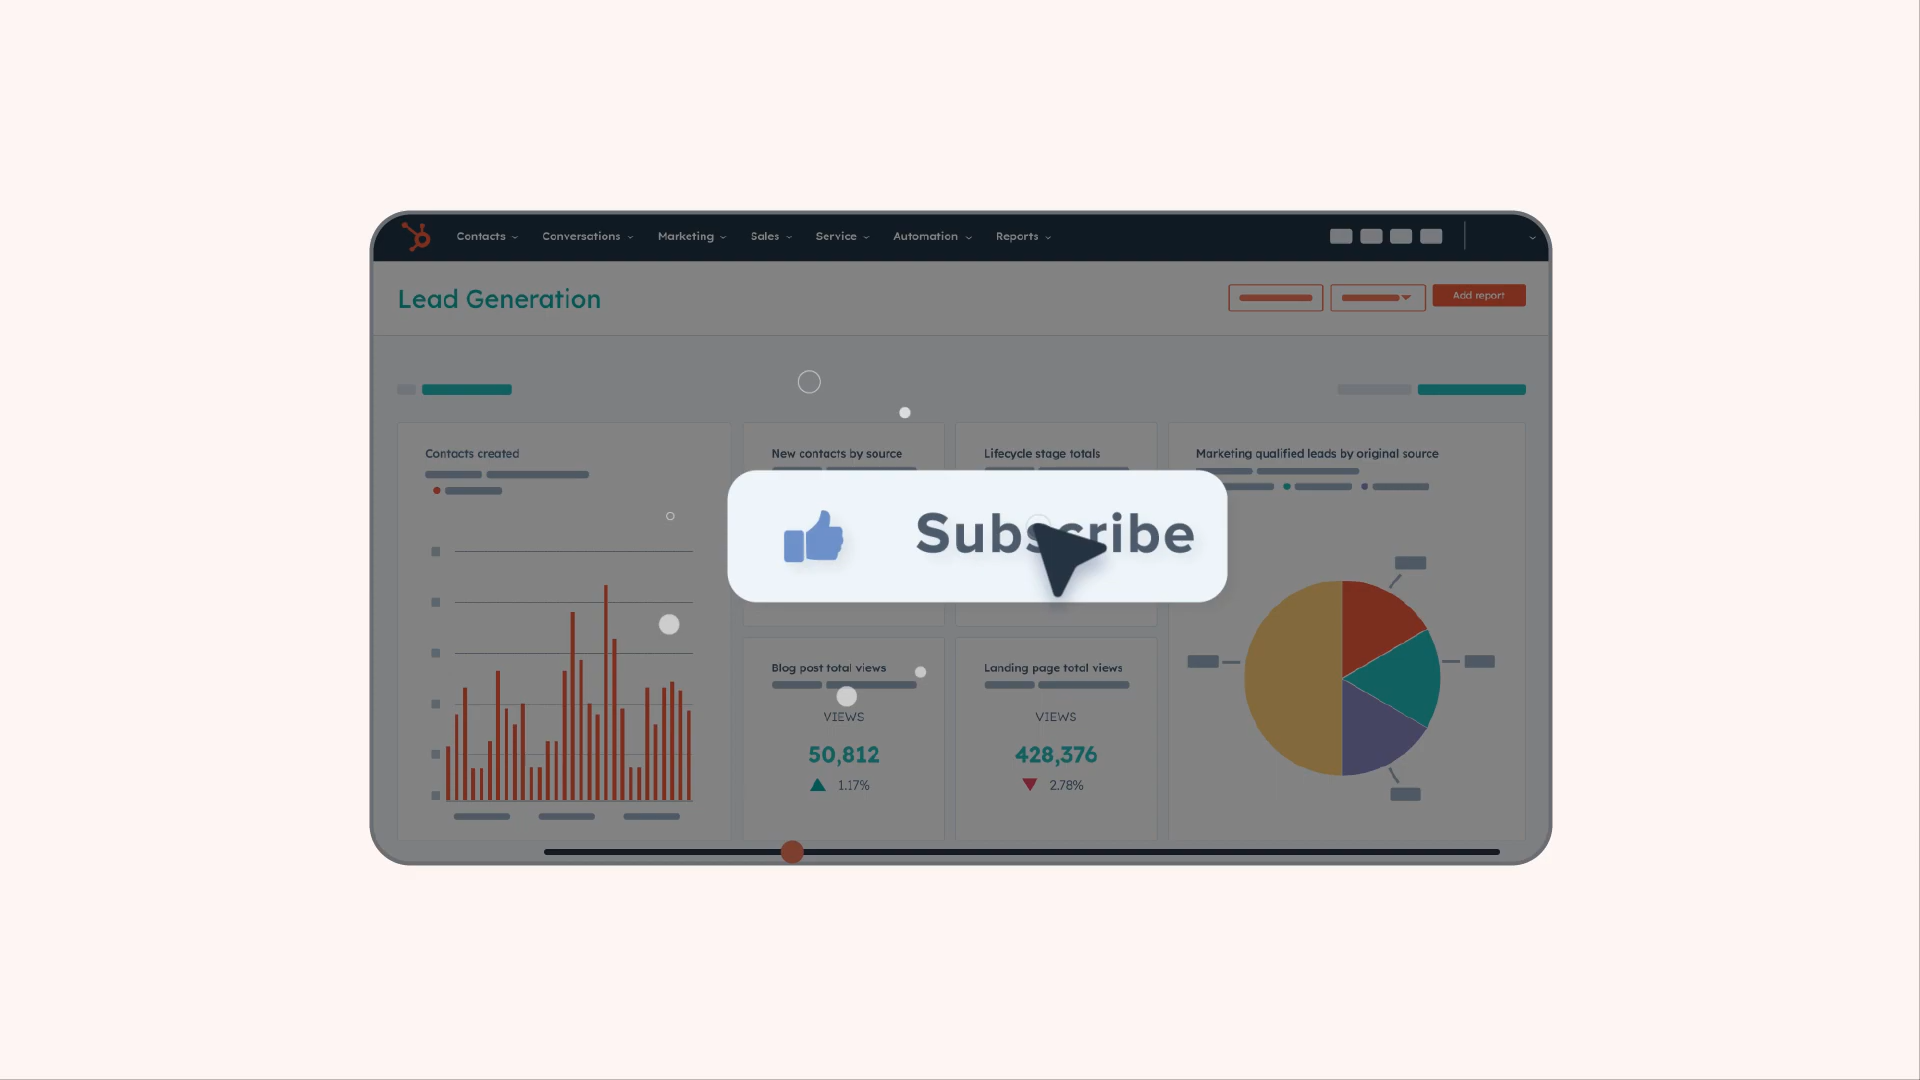 Contacts Conversations Marketing Sales Service Automation Reports
Lead Generation
Add report
Contacts created
New contacts by source
Lifecycle stage totals
Marketing qualified leads by original source
Subscribe
Blog post total views
VIEWS
50,812
1.17%
Landing page total views
VIEWS
428,376
2.78%